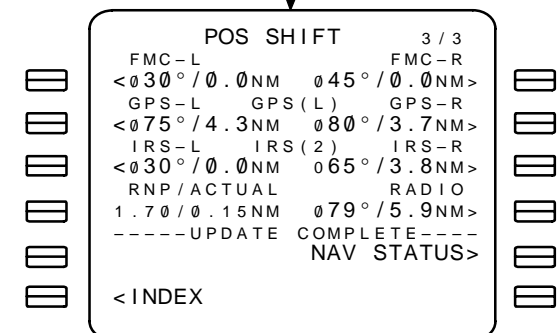 POS SHIFT 3/3
FMC-L FMC-R
<030°/0.0NM 045°/0.0NM>
GPS-L GPS(L) GPS-R
<075°/4.3NM 080°/3.7NM>
IRS-L IRS(2) IRS-R
<030°/0.0NM 065°/3.8NM>
RNP/ACTUAL RADIO
1.70/0.15NM 079°/5.9NM>
-----UPDATE COMPLETE----
NAV STATUS>
<INDEX